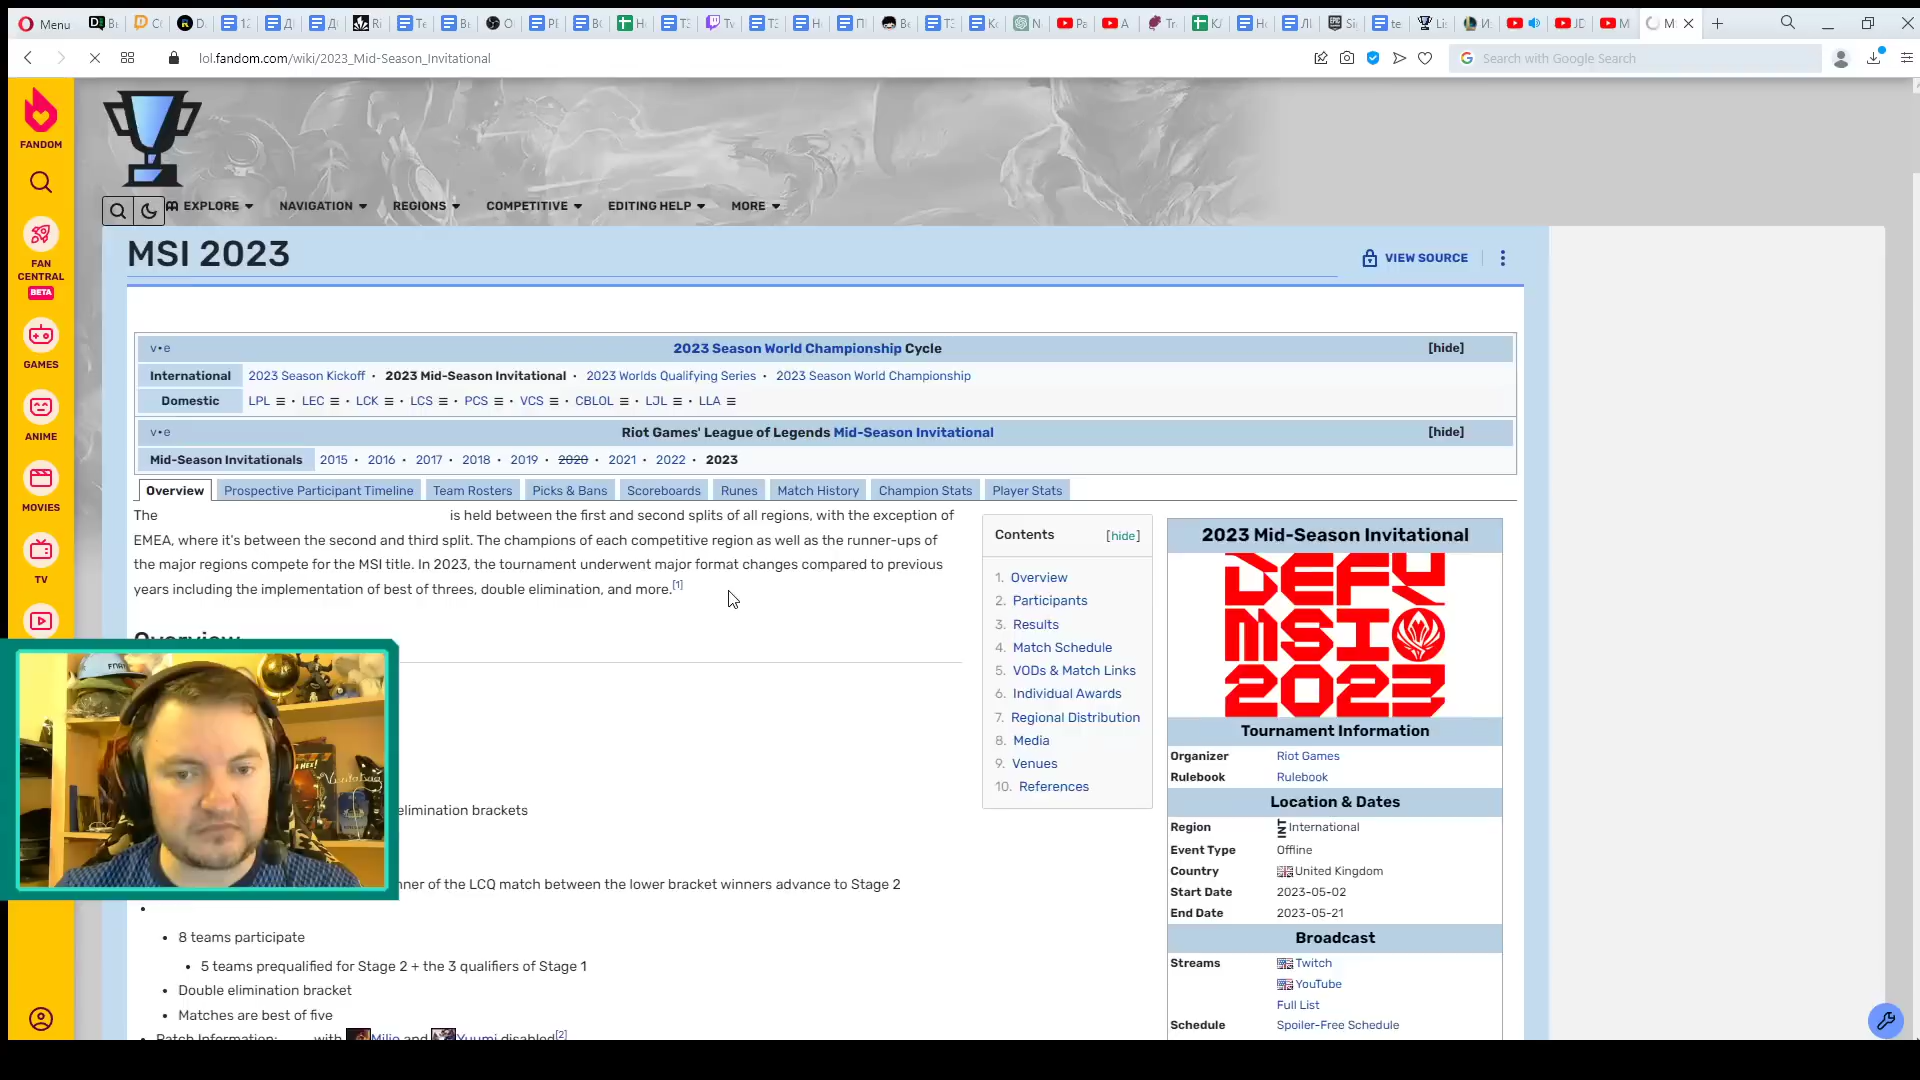 Menu
lol.fandom.com/wiki/2023_Mid-Season_Invitational
Search with Google Search
FANDOM
FAN CENTRAL
BETA
GAMES
ANIME
MOVIES
TV
EXPLORE NAVIGATION REGIONS COMPETITIVE EDITING HELP MORE
MSI 2023
VIEW SOURCE
v•e 2023 Season World Championship Cycle [hide]
International 2023 Season Kickoff • 2023 Mid-Season Invitational • 2023 Worlds Qualifying Series • 2023 Season World Championship
Domestic LPL • LEC • LCK • LCS • PCS • VCS • CBLOL • LJL • LLA
v•e Riot Games' League of Legends Mid-Season Invitational [hide]
Mid-Season Invitationals 2015 • 2016 • 2017 • 2018 • 2019 • 2020 • 2021 • 2022 • 2023
Overview Prospective Participant Timeline Team Rosters Picks & Bans Scoreboards Runes Match History Champion Stats Player Stats
The is held between the first and second splits of all regions, with the exception of
EMEA, where it's between the second and third split. The champions of each competitive region as well as the runner-ups of
the major regions compete for the MSI title. In 2023, the tournament underwent major format changes compared to previous
years including the implementation of best of threes, double elimination, and more.[1]
Overview
elimination brackets
nner of the LCQ match between the lower bracket winners advance to Stage 2
8 teams participate
5 teams prequalified for Stage 2 + the 3 qualifiers of Stage 1
Double elimination bracket
Matches are best of five
Patch Information: with Milio and Yuumi disabled[2]
Contents [hide]
1. Overview
2. Participants
3. Results
4. Match Schedule
5. VODs & Match Links
6. Individual Awards
7. Regional Distribution
8. Media
9. Venues
10. References
2023 Mid-Season Invitational
DEFY
MSI
2023
Tournament Information
Organizer Riot Games
Rulebook Rulebook
Location & Dates
Region INT International
Event Type Offline
Country United Kingdom
Start Date 2023-05-02
End Date 2023-05-21
Broadcast
Streams Twitch
YouTube
Full List
Schedule Spoiler-Free Schedule